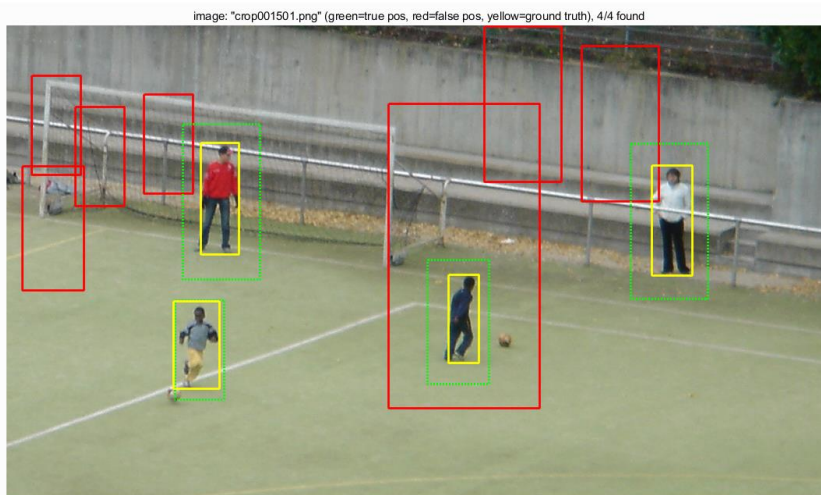 image: "crop001501.png" (green=true pos, red=false pos, yellow=ground truth), 4/4 found